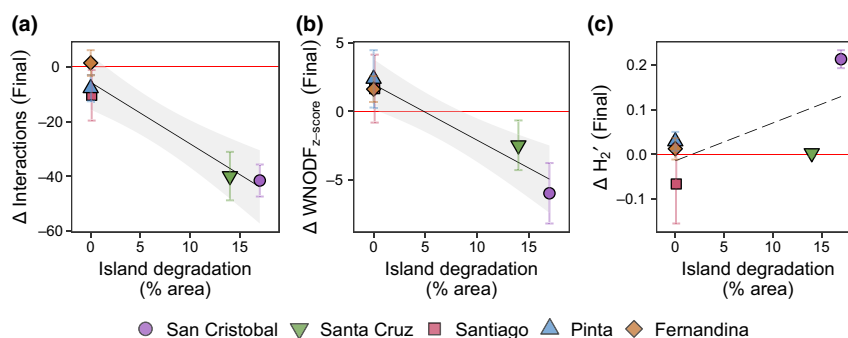 (a)
Δ Interactions (Final)
0
−20
−40
−60
0 5 10 15
Island degradation
(% area)
(b)
Δ WNODFz−score (Final)
5
0
−5
0 5 10 15
Island degradation
(% area)
(c)
Δ H2′ (Final)
0.2
0.1
0.0
−0.1
0 5 10 15
Island degradation
(% area)
San Cristobal Santa Cruz Santiago Pinta Fernandina